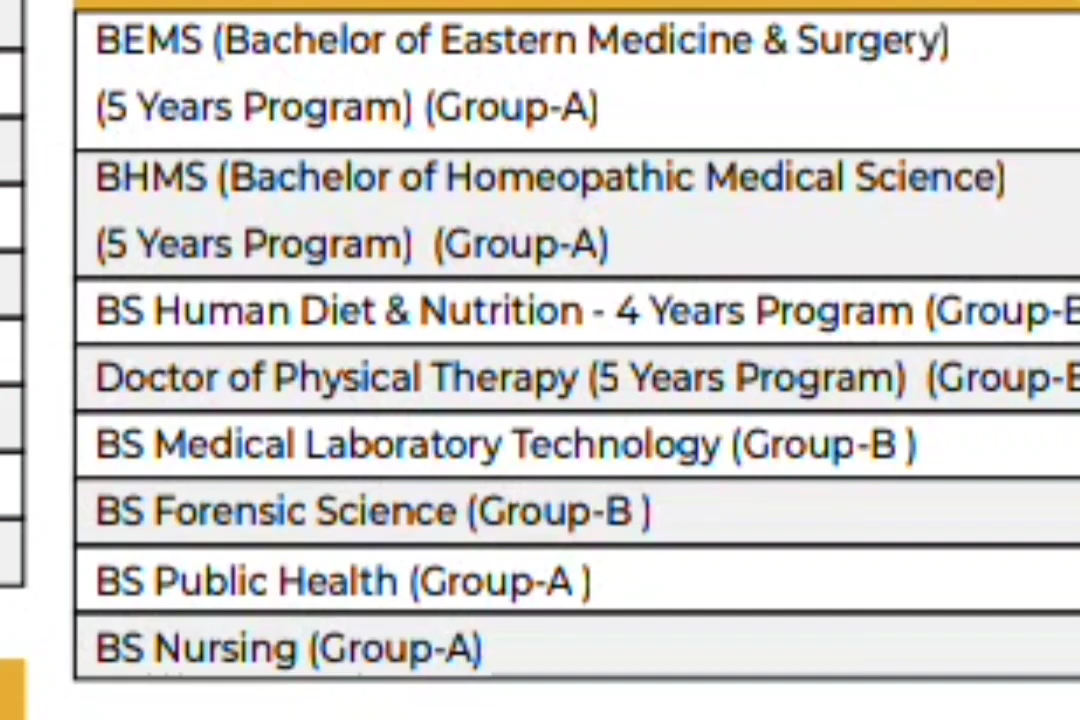 BEMS (Bachelor of Eastern Medicine & Surgery)
(5 Years Program) (Group-A)
BHMS (Bachelor of Homeopathic Medical Science)
(5 Years Program) (Group-A)
BS Human Diet & Nutrition - 4 Years Program (Group-B
Doctor of Physical Therapy (5 Years Program) (Group-B
BS Medical Laboratory Technology (Group-B )
BS Forensic Science (Group-B )
BS Public Health (Group-A )
BS Nursing (Group-A)